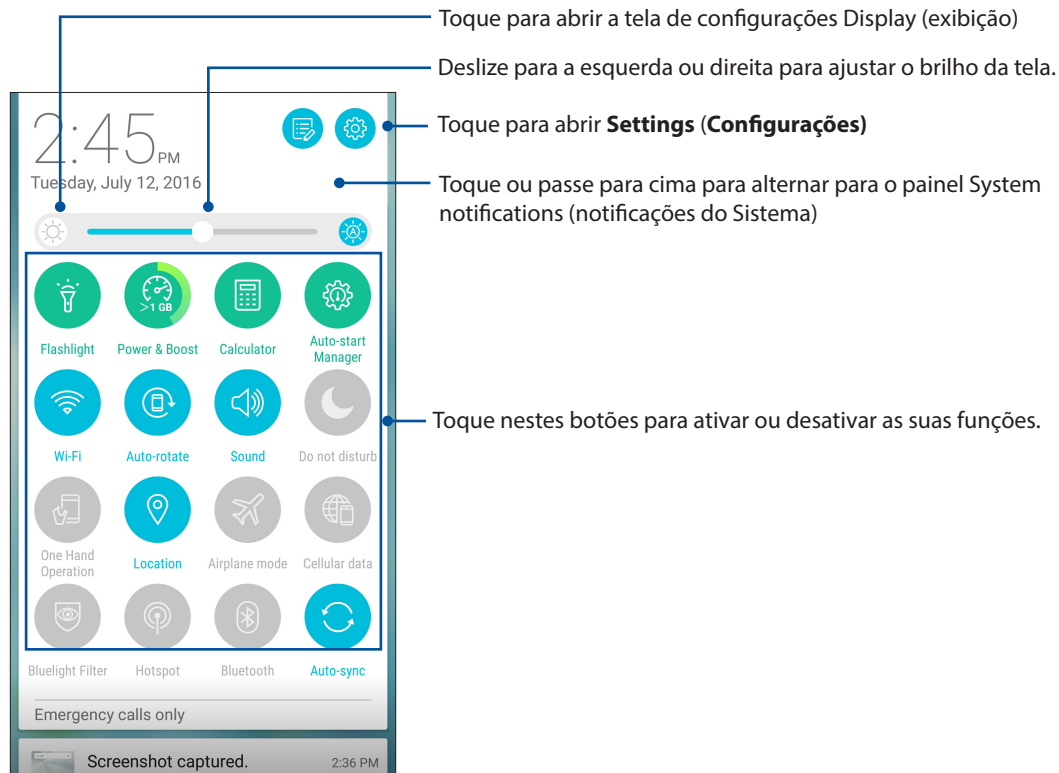 Toque para abrir a tela de configurações Display (exibição)
Deslize para a esquerda ou direita para ajustar o brilho da tela.
Toque para abrir Settings (Configurações)
Toque ou passe para cima para alternar para o painel System
notificações (notificações do Sistema)
Toque nestes botões para ativar ou desativar as suas funções.
2:45 PM
Tuesday, July 12, 2016
A
>1 GB
Flashlight
Power & Boost
Calculator
Auto-start
Manager
Wi-Fi
Auto-rotate
Sound
Do not disturb
One Hand
Operation
Location
Airplane mode
Cellular data
Bluelight Filter
Hotspot
Bluetooth
Auto-sync
Emergency calls only
Screenshot captured.
2:36 PM